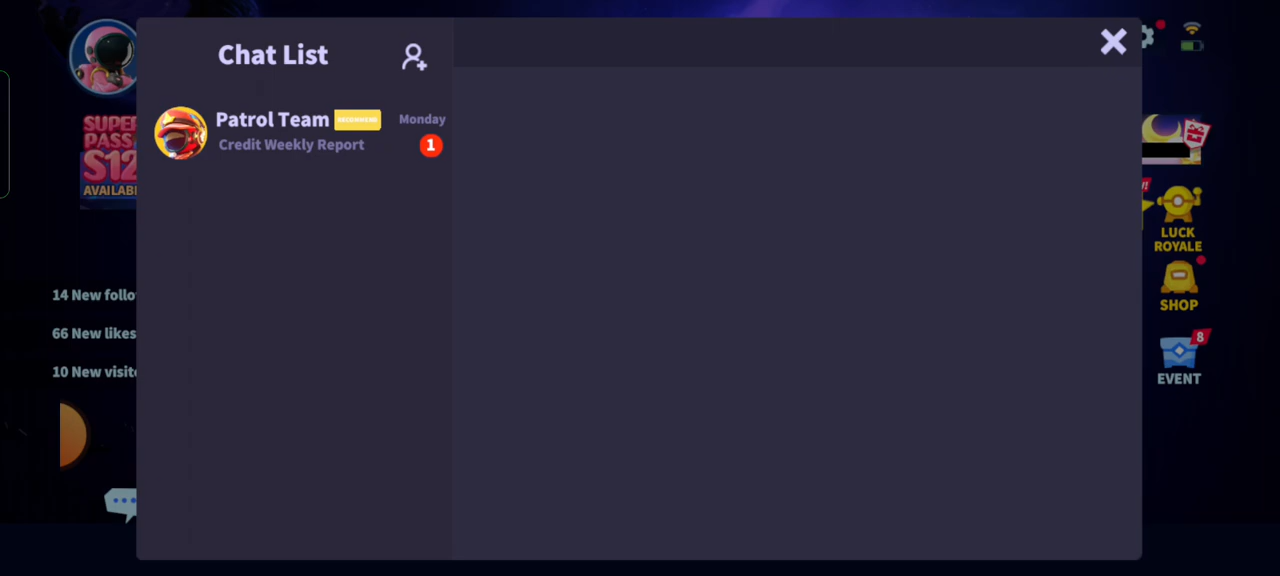 Chat List
Patrol Team
Monday
Credit Weekly Report
1
SUPER
PASS
S12
AVAILABL
14 New follo
66 New likes
10 New visit
LUCK
ROYALE
SHOP
8
EVENT